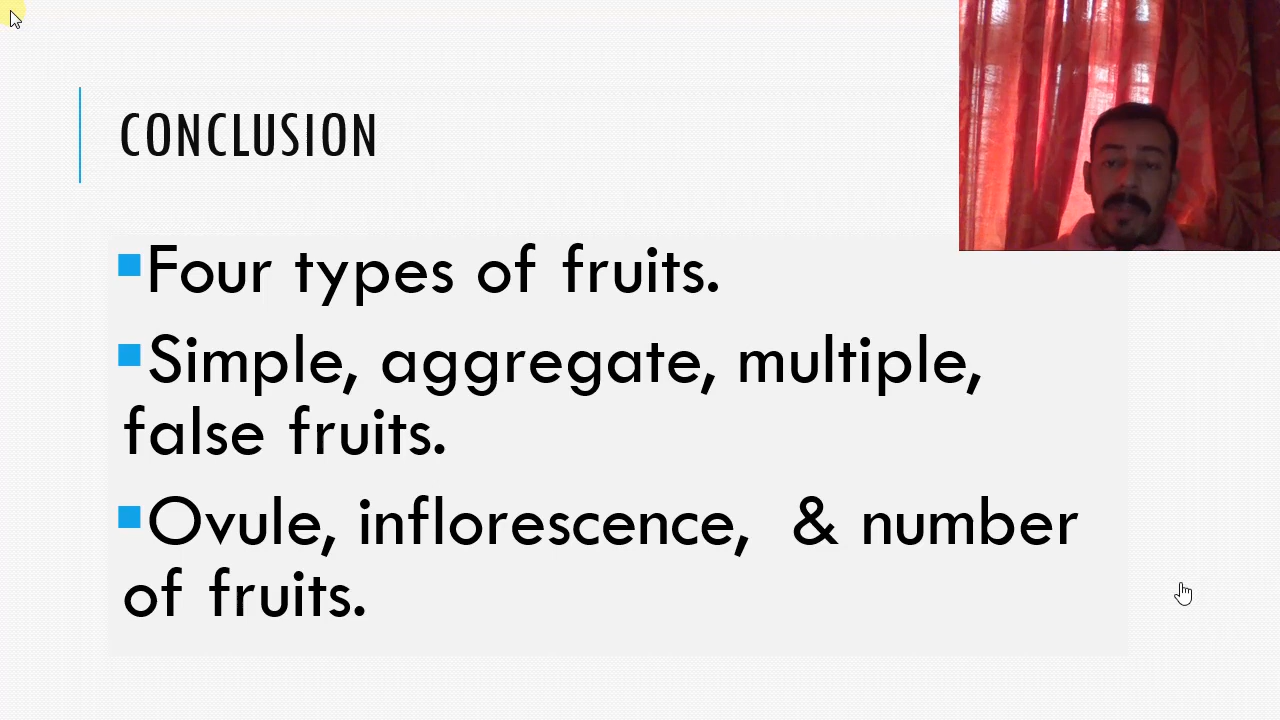 CONCLUSION
Four types of fruits.
Simple, aggregate, multiple,
false fruits.
Ovule, inflorescence, & number
of fruits.